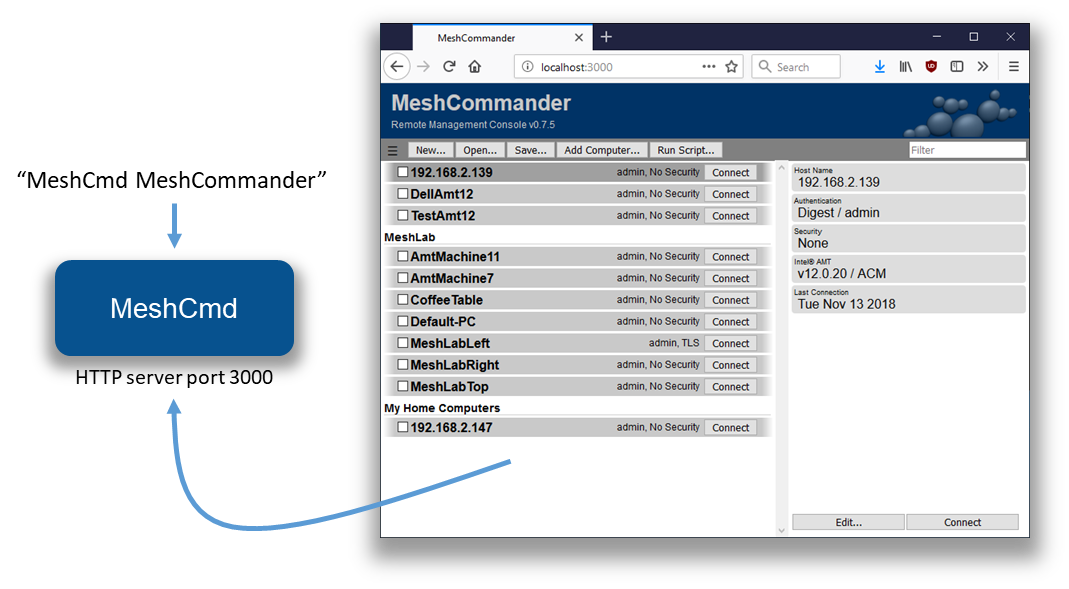 “MeshCmd MeshCommander”
MeshCmd
HTTP server port 3000
MeshCommander
localhost:3000
Search
MeshCommander
Remote Management Console v0.7.5
New... Open... Save... Add Computer... Run Script... Filter
192.168.2.139 admin, No Security Connect
DellAmt12 admin, No Security Connect
TestAmt12 admin, No Security Connect
MeshLab
AmtMachine11 admin, No Security Connect
AmtMachine7 admin, No Security Connect
CoffeeTable admin, No Security Connect
Default-PC admin, No Security Connect
MeshLabLeft admin, TLS Connect
MeshLabRight admin, No Security Connect
MeshLabTop admin, No Security Connect
My Home Computers
192.168.2.147 admin, No Security Connect
Host Name
192.168.2.139
Authentication
Digest / admin
Security
None
Intel® AMT
v12.0.20 / ACM
Last Connection
Tue Nov 13 2018
Edit... Connect